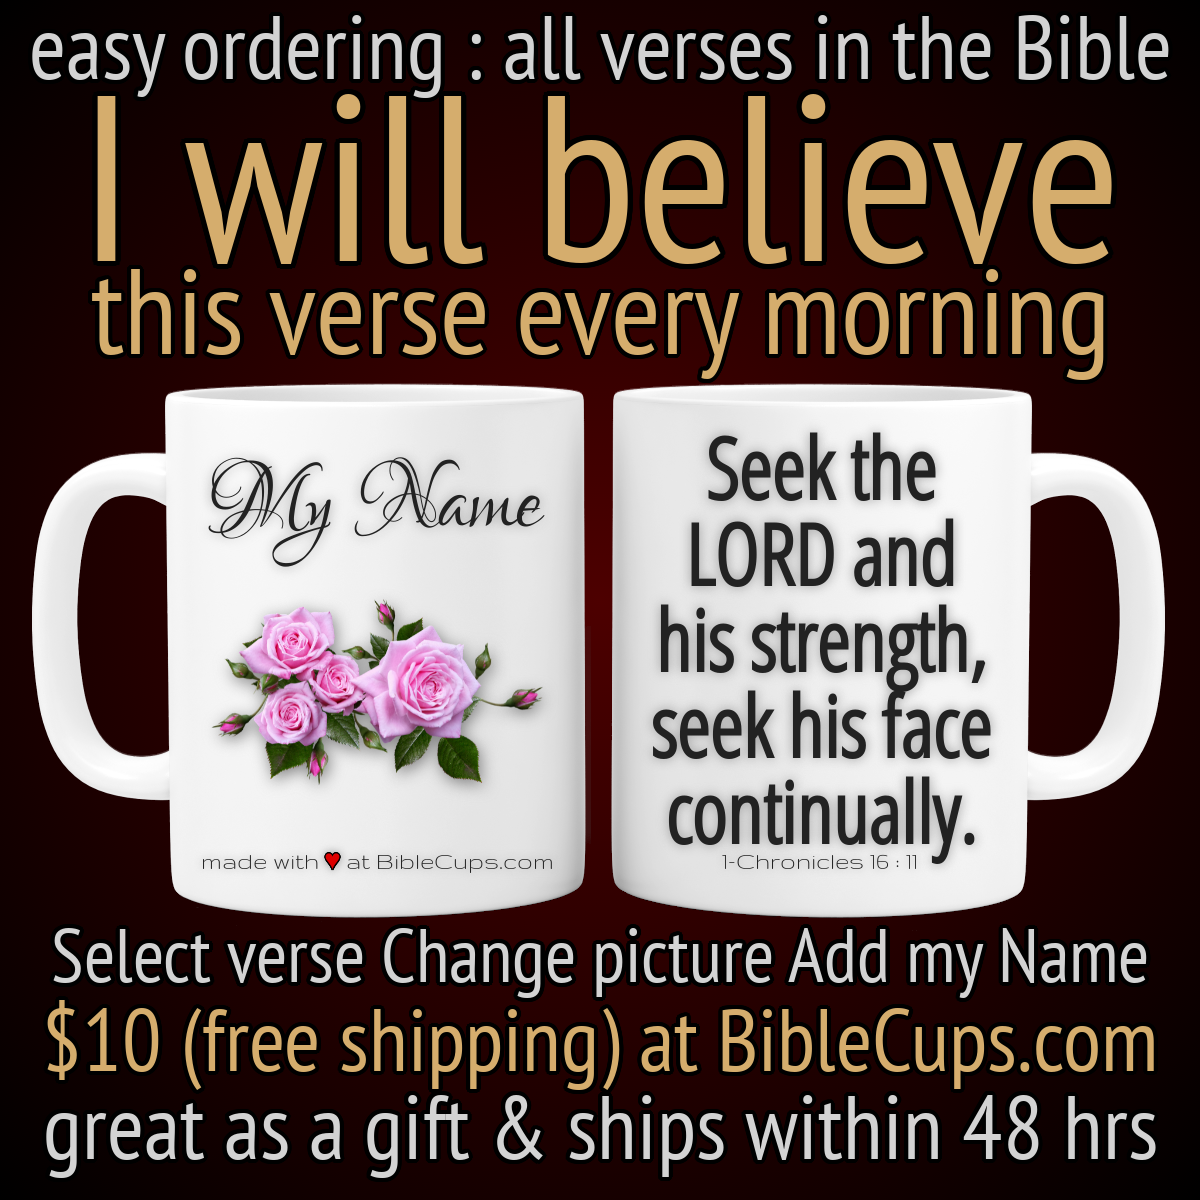 easy ordering : all verses in the Bible
I will believe
this verse every morning
My Name
made with at BibleCups.com
Seek the
LORD and
his strength,
seek his face
continually.
1-Chronicles 16 : 11
Select verse Change picture Add my Name
$10 (free shipping) at BibleCups.com
great as a gift & ships within 48 hrs